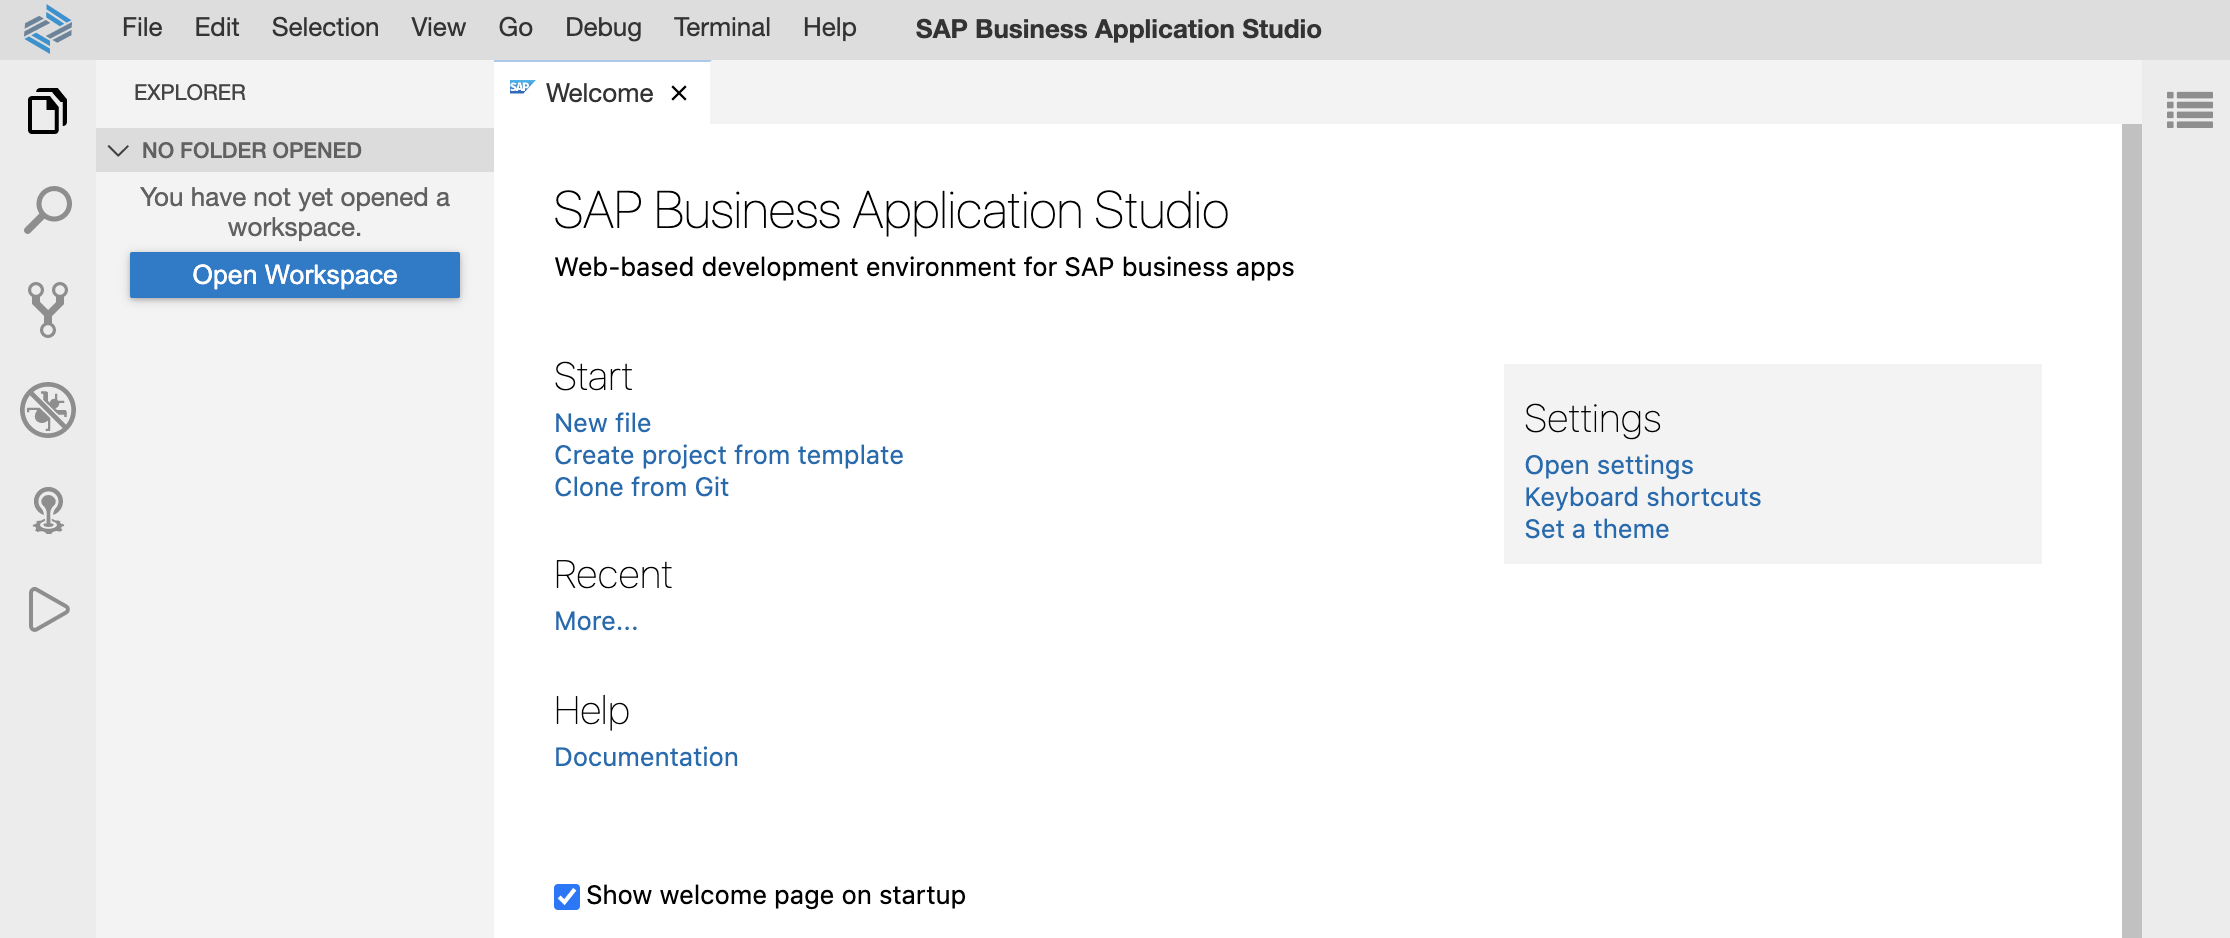 File Edit Selection View Go Debug Terminal Help SAP Business Application Studio
EXPLORER
NO FOLDER OPENED
You have not yet opened a
workspace.
Open Workspace
SAP Welcome
SAP Business Application Studio
Web-based development environment for SAP business apps
Start
New file
Create project from template
Clone from Git
Recent
More...
Help
Documentation
Settings
Open settings
Keyboard shortcuts
Set a theme
Show welcome page on startup